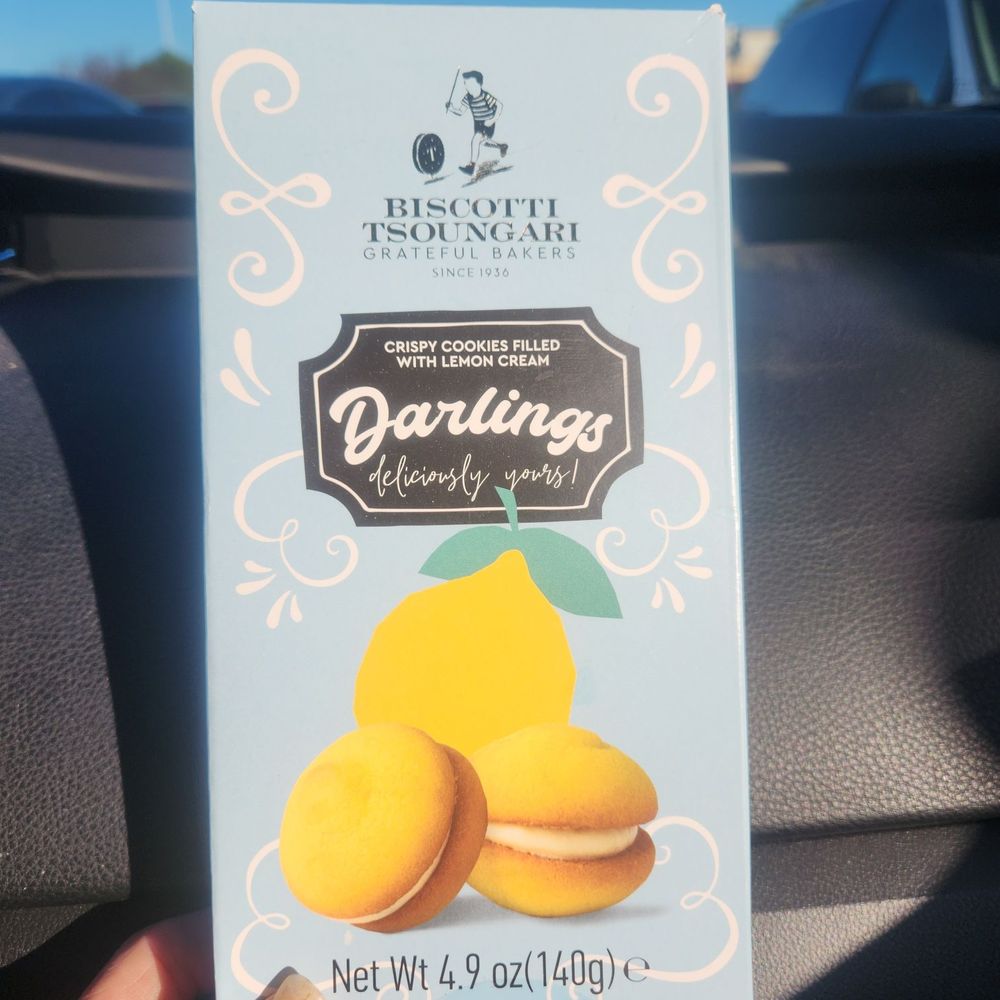 T
BISCOTTI
TSOUNGARI
GRATEFUL BAKERS
SINCE 1936
CRISPY COOKIES FILLED
WITH LEMON CREAM
Darlings
deliciously yours!
Net Wt 4.9 oz(140g)℮